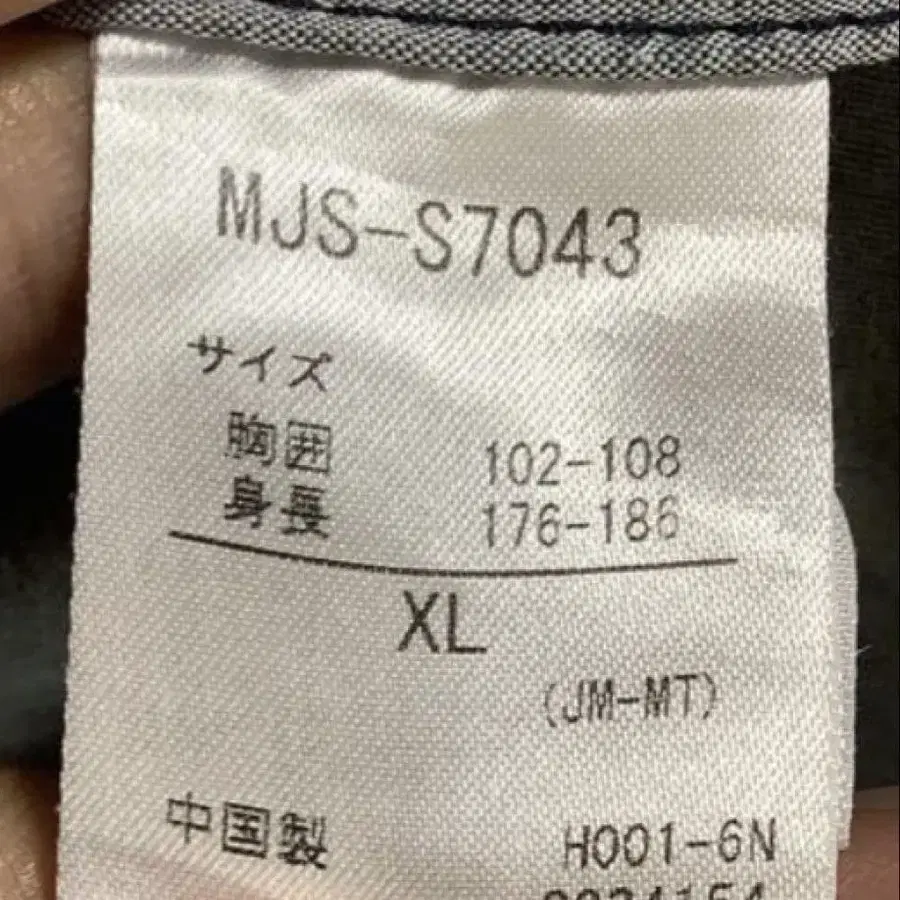 MJS-S7043
サイズ
胸囲 102-108
身長 176-186
XL
(JM-MT)
中国製 H001-6N